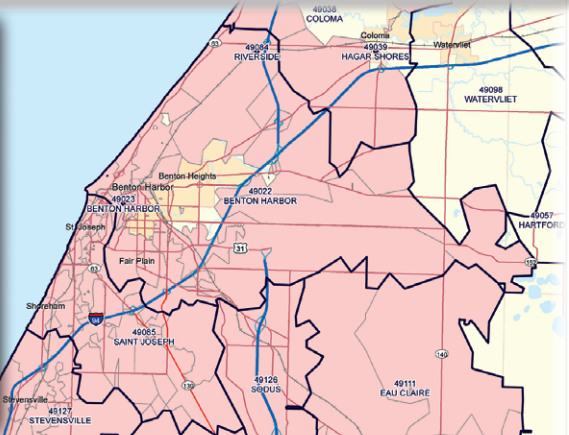 49038
COLOMA
Coloma
Watervliet
63
49084
RIVERSIDE
49039
HAGAR SHORES
49098
WATERVLIET
Benton Heights
Benton Harbor
49022
BENTON HARBOR
49023
BENTON HARBOR
49057
HARTFORD
St. Joseph
31
Fair Plain
63
152
Shoreham
94
49085
SAINT JOSEPH
140
49126
SODUS
139
49111
EAU CLAIRE
Stevensville
49127
STEVENSVILLE